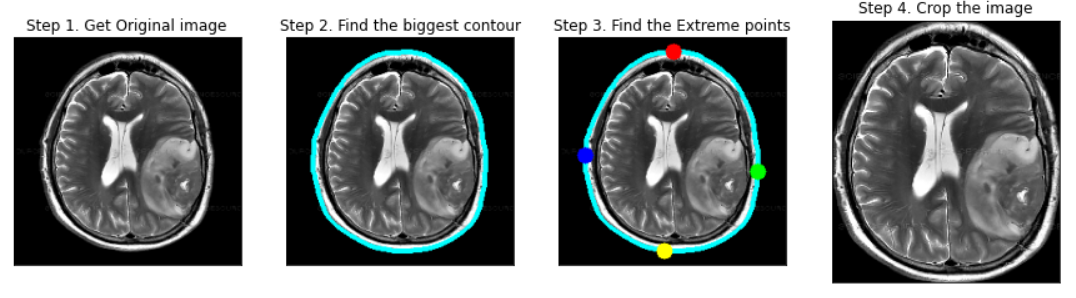 Step 1. Get Original image
Step 2. Find the biggest contour
Step 3. Find the Extreme points
Step 4. Crop the image